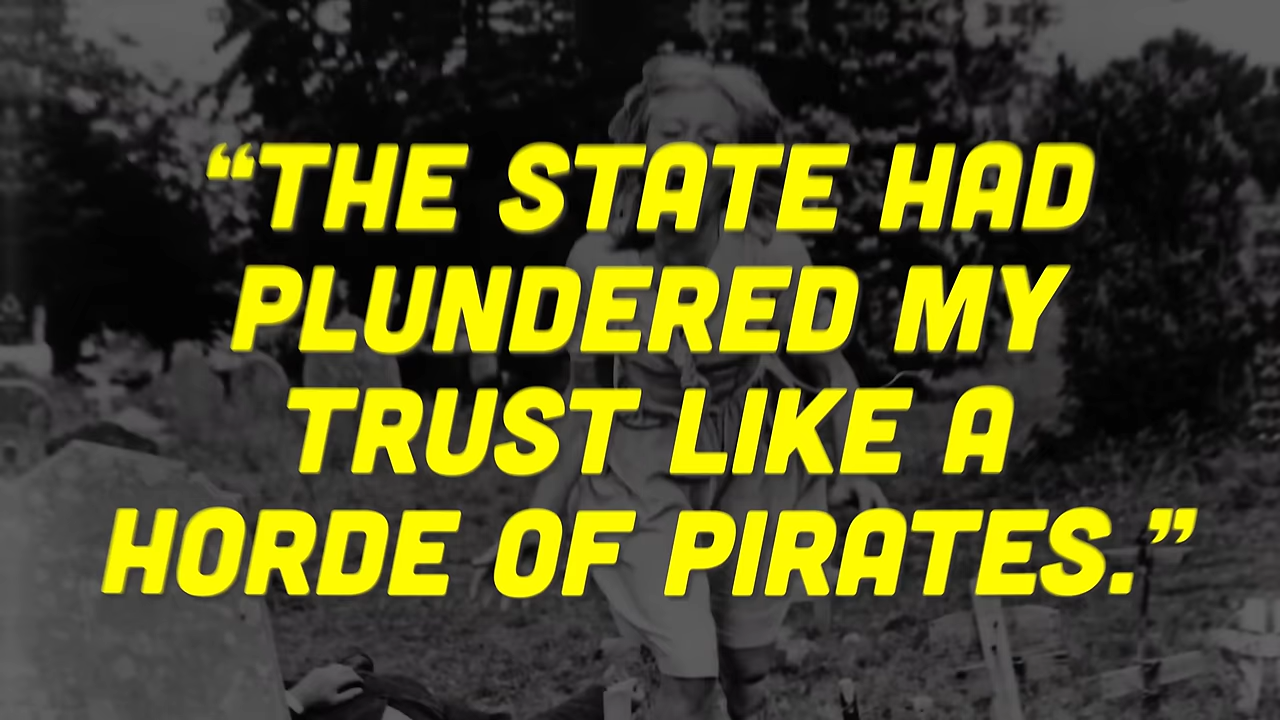 “THE STATE HAD
PLUNDERED MY
TRUST LIKE A
HORDE OF PIRATES.”